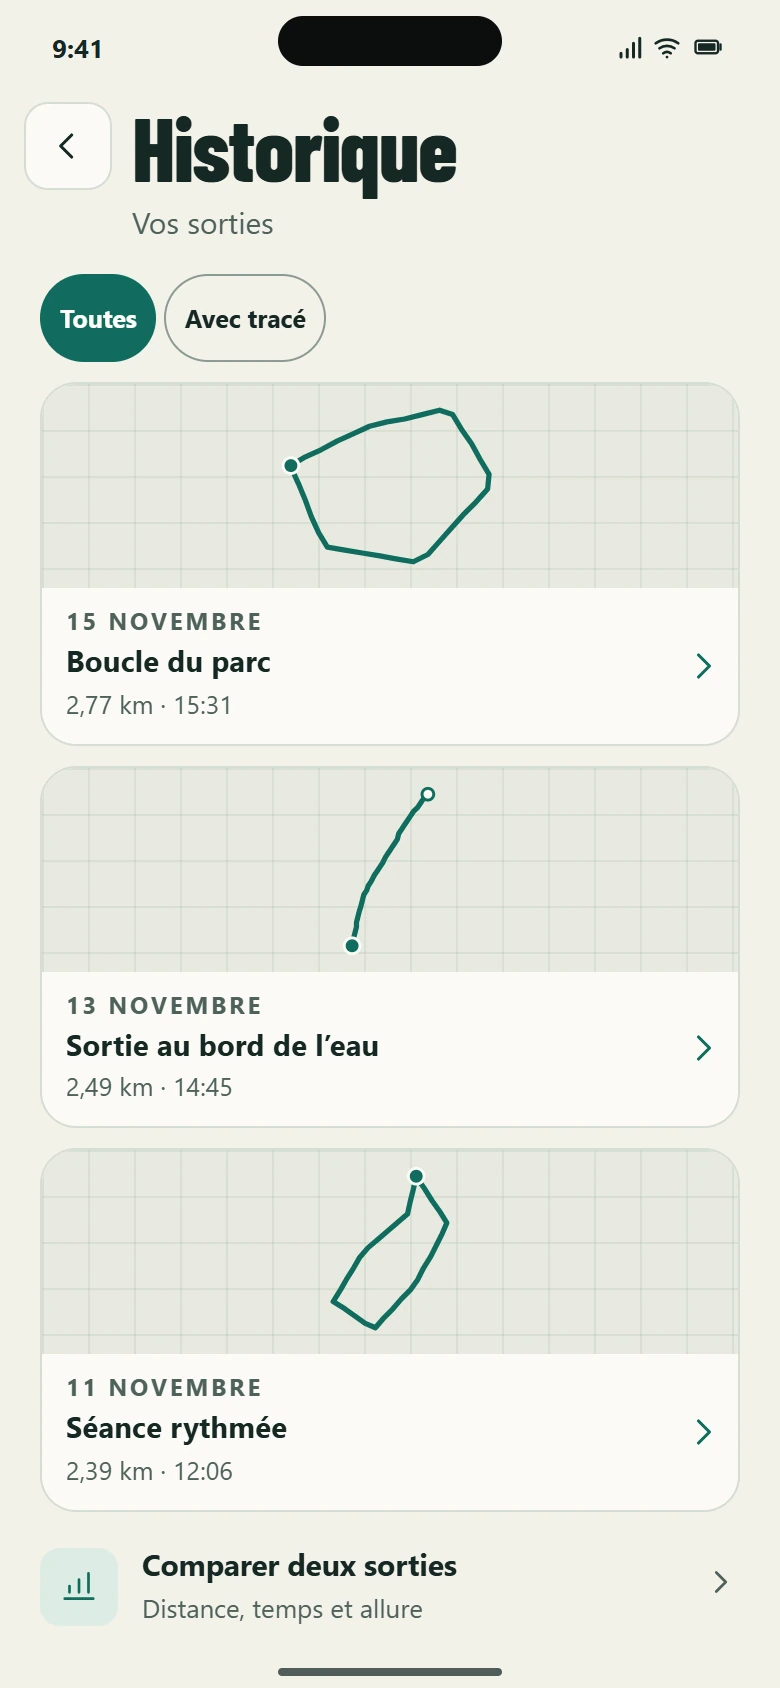 9:41
Historique
Vos sorties
Toutes
Avec tracé
15 NOVEMBRE
Boucle du parc
2,77 km · 15:31
13 NOVEMBRE
Sortie au bord de l’eau
2,49 km · 14:45
11 NOVEMBRE
Séance rythmée
2,39 km · 12:06
Comparer deux sorties
Distance, temps et allure